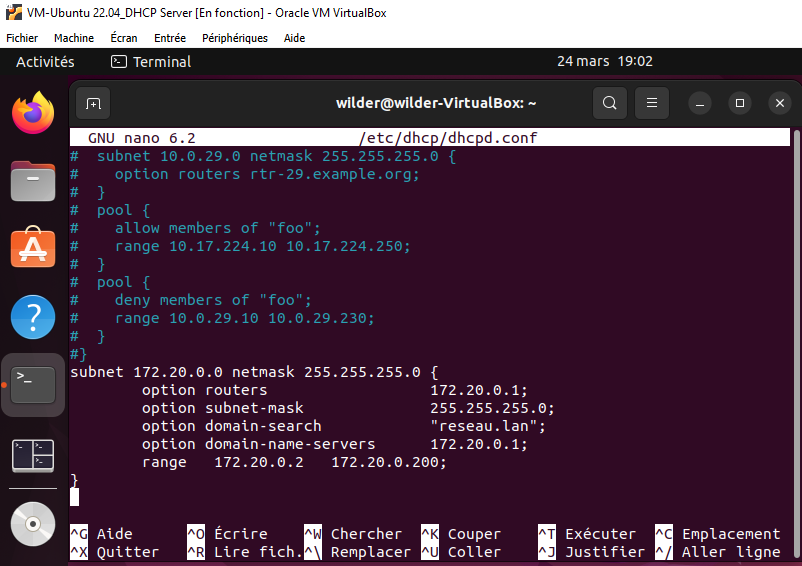 VM-Ubuntu 22.04_DHCP Server [En fonction] - Oracle VM VirtualBox
Fichier Machine Écran Entrée Périphériques Aide
Activités Terminal 24 mars 19:02
wilder@wilder-VirtualBox: ~
GNU nano 6.2 /etc/dhcp/dhcpd.conf
#  subnet 10.0.29.0 netmask 255.255.255.0 {
#    option routers rtr-29.example.org;
#  }
#  pool {
#    allow members of "foo";
#    range 10.17.224.10 10.17.224.250;
#  }
#  pool {
#    deny members of "foo";
#    range 10.0.29.10 10.0.29.230;
#  }
#}
subnet 172.20.0.0 netmask 255.255.255.0 {
        option routers                  172.20.0.1;
        option subnet-mask              255.255.255.0;
        option domain-search            "reseau.lan";
        option domain-name-servers      172.20.0.1;
        range   172.20.0.2   172.20.0.200;
}
^G Aide ^O Écrire ^W Chercher ^K Couper ^T Exécuter ^C Emplacement
^X Quitter ^R Lire fich. ^\ Remplacer ^U Coller ^J Justifier ^/ Aller ligne